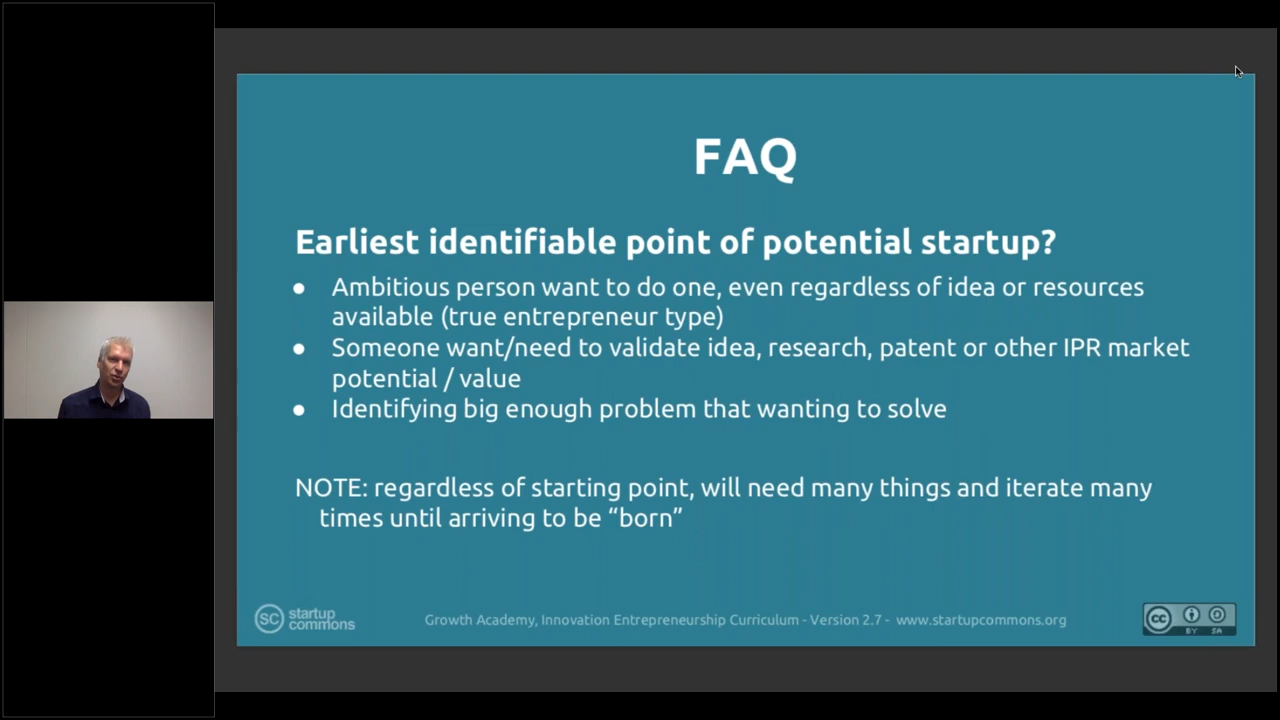 FAQ
Earliest identifiable point of potential startup?
● Ambitious person want to do one, even regardless of idea or resources
available (true entrepreneur type)
● Someone want/need to validate idea, research, patent or other IPR market
potential / value
● Identifying big enough problem that wanting to solve
NOTE: regardless of starting point, will need many things and iterate many
times until arriving to be “born”
SC startup
commons
Growth Academy, Innovation Entrepreneurship Curriculum - Version 2.7 - www.startupcommons.org
cc
BY SA